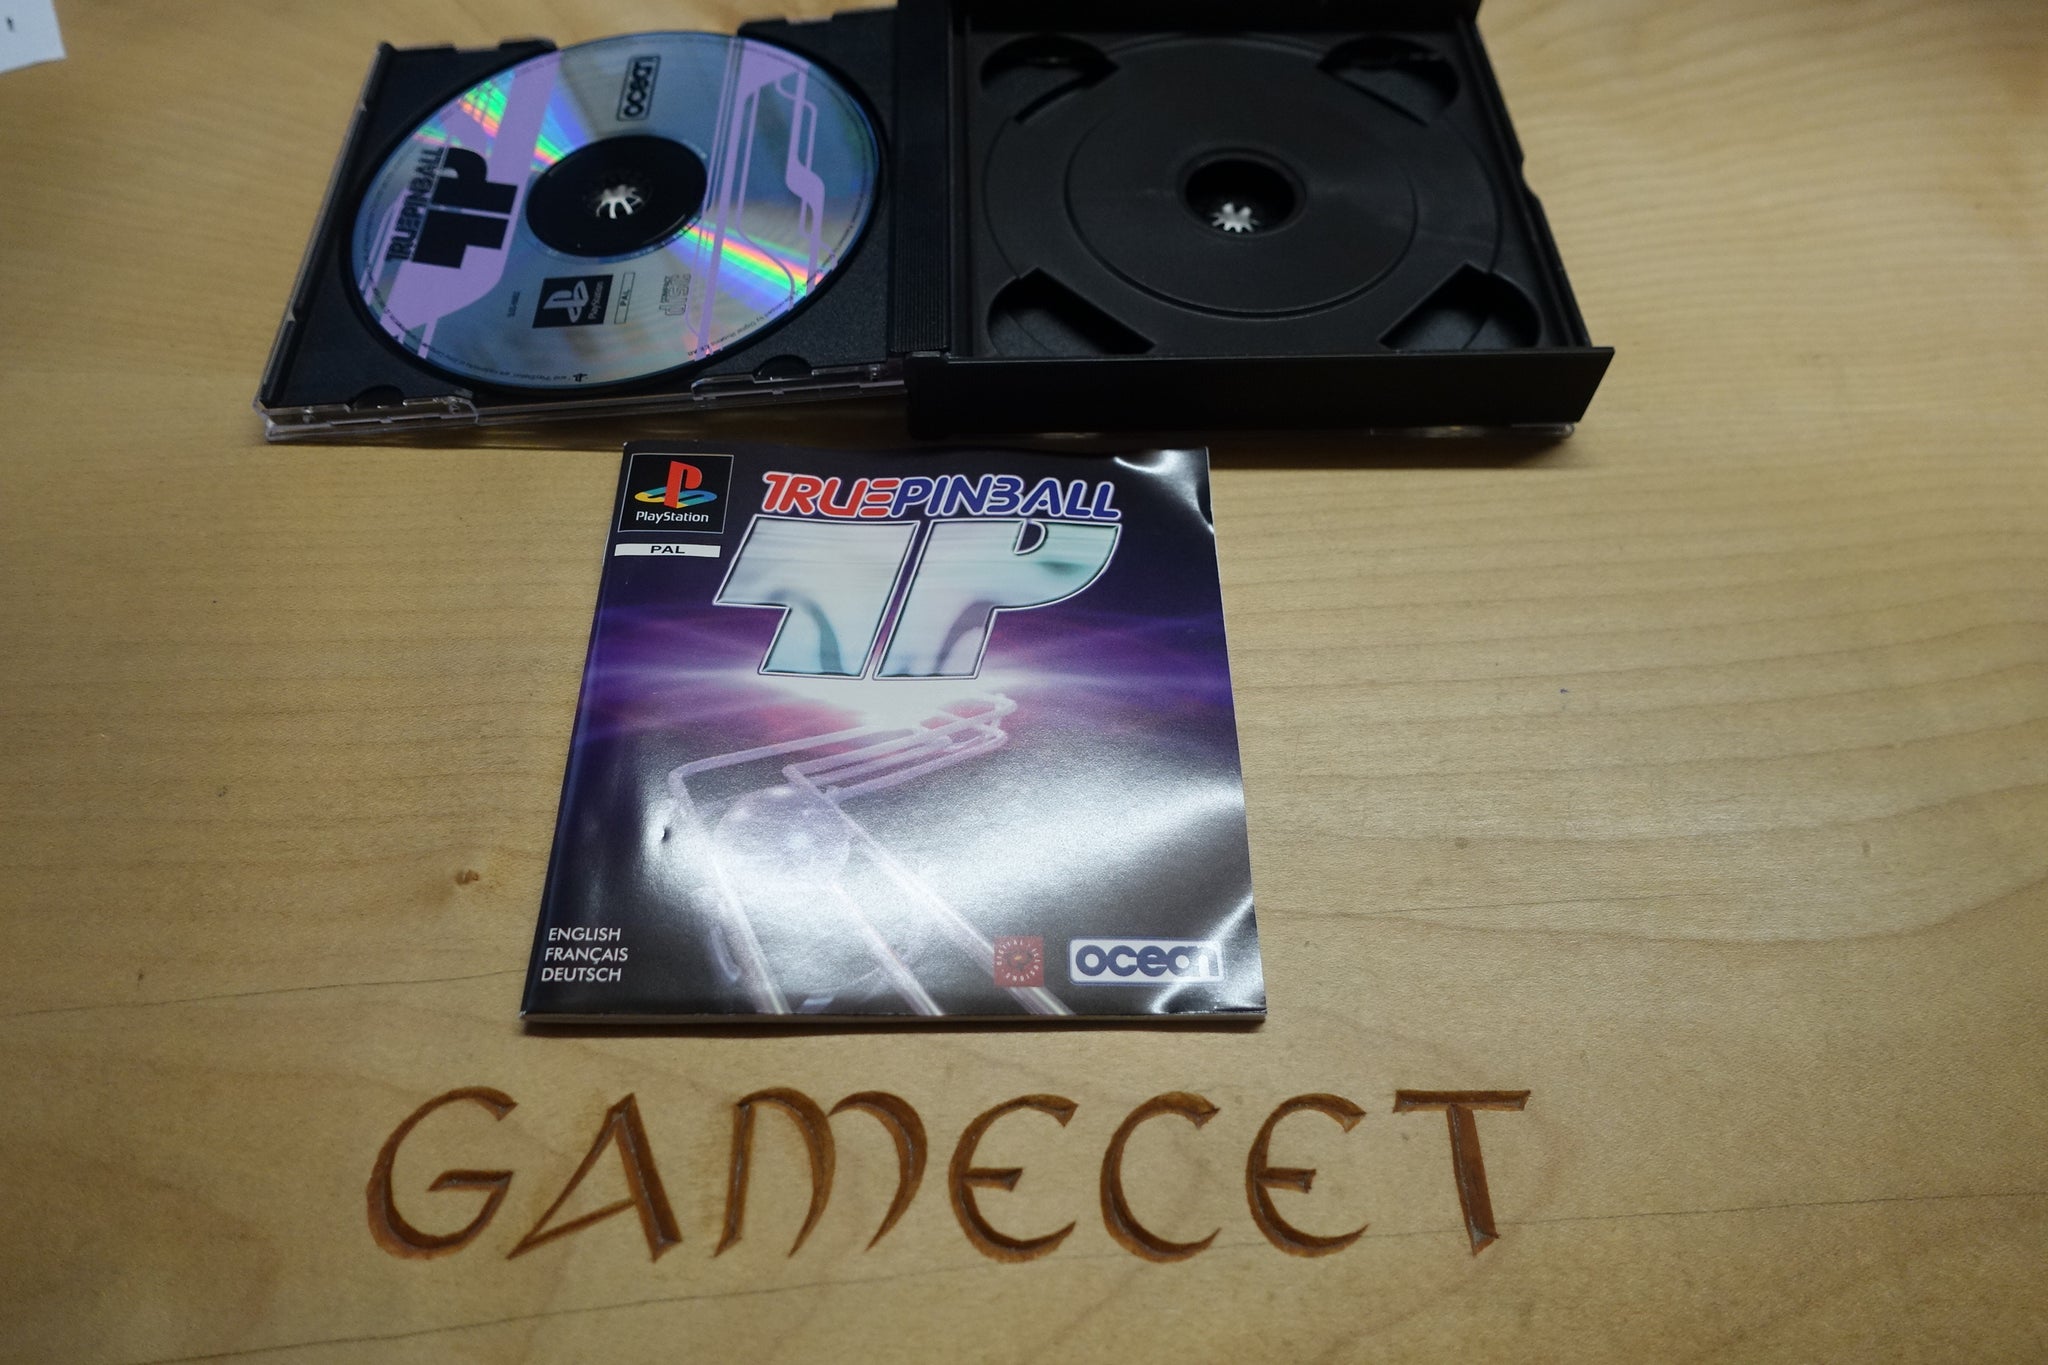 ocean
TRUEPINBALL
TP
PlayStation
PAL
PlayStation
PAL
TRUEPINBALL
TP
ENGLISH
FRANÇAIS
DEUTSCH
ocean
GAMECET